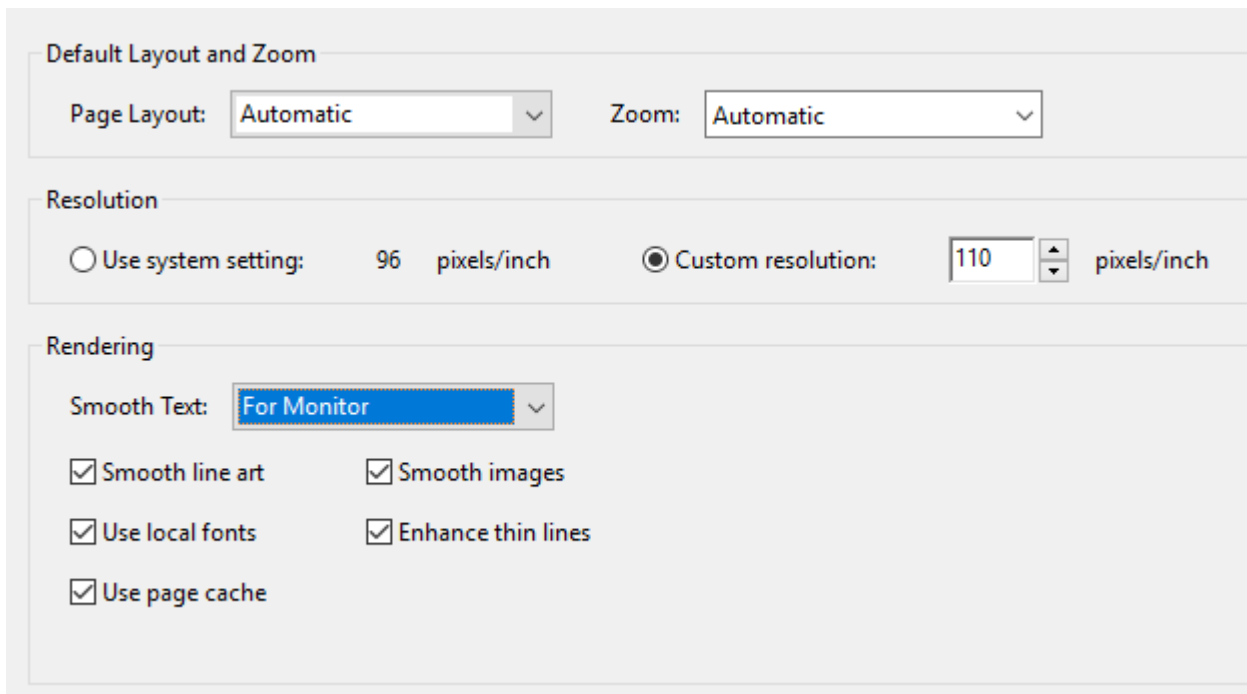 Default Layout and Zoom
Page Layout: Automatic Zoom: Automatic
Resolution
Use system setting: 96 pixels/inch Custom resolution: 110 pixels/inch
Rendering
Smooth Text: For Monitor
Smooth line art Smooth images
Use local fonts Enhance thin lines
Use page cache